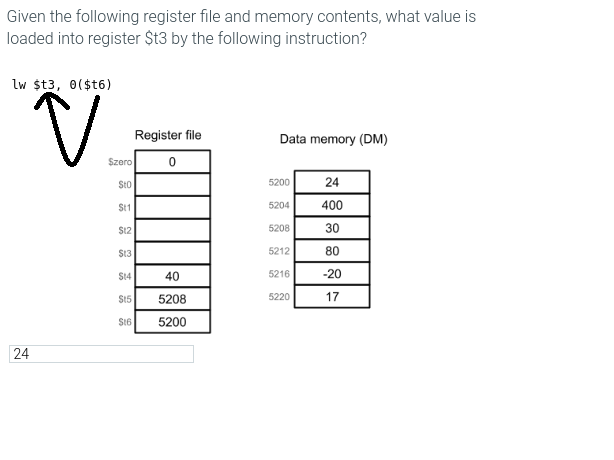 Given the following register file and memory contents, what value is
loaded into register $t3 by the following instruction?
lw $t3, 0($t6)
Register file
$zero 0
$t0
$t1
$t2
$t3
$t4 40
$t5 5208
$t6 5200
Data memory (DM)
5200 24
5204 400
5208 30
5212 80
5216 -20
5220 17
24